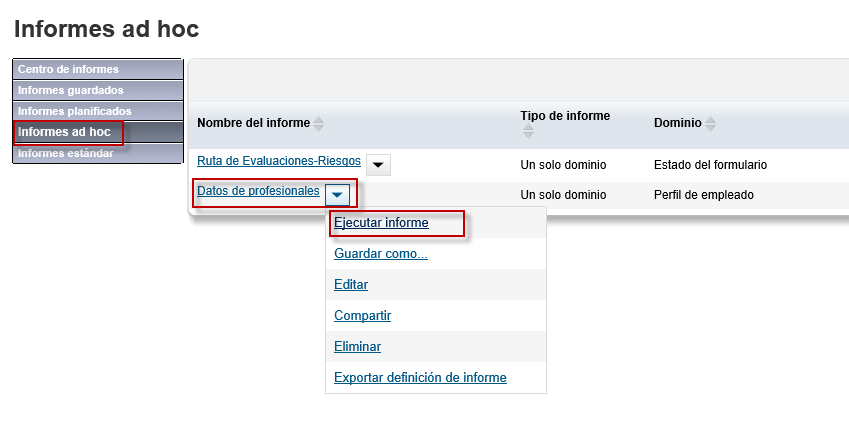 Informes ad hoc
Centro de informes
Informes guardados
Informes planificados
Informes ad hoc
Informes estándar
Nombre del informe
Tipo de informe
Dominio
Ruta de Evaluaciones-Riesgos
Un solo dominio
Estado del formulario
Datos de profesionales
Un solo dominio
Perfil de empleado
Ejecutar informe
Guardar como...
Editar
Compartir
Eliminar
Exportar definición de informe